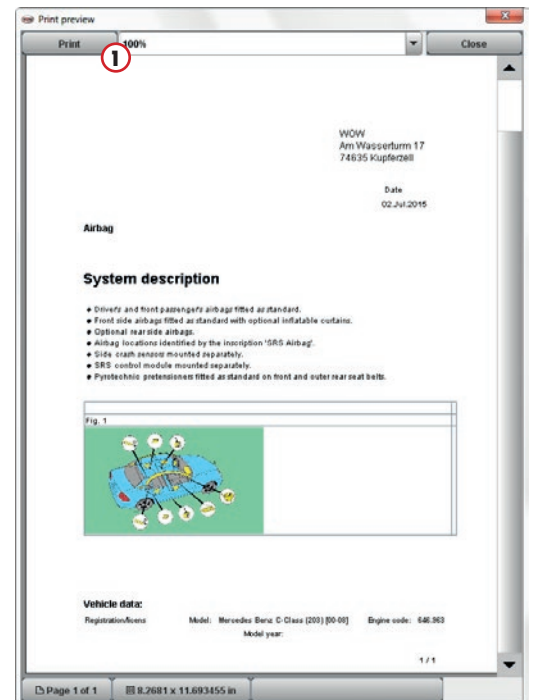 Print preview
Print 1 100% Close
WOW
Am Wasserturm 17
74635 Kupferzell
Date
02.Jul.2015
Airbag
System description
• Driver's and front passenger's airbags fitted as standard.
• Front side airbags fitted as standard with optional inflatable curtains.
• Optional rear side airbags.
• Airbag locations identified by the inscription 'SRS Airbag'.
• Side crash sensors mounted separately.
• SRS control module mounted separately.
• Pyrotechnic pretensioners fitted as standard on front and outer rear seat belts.
Fig. 1
Vehicle data:
Registration/licens Model: Mercedes Benz C-Class (203) [00-08] Engine code: 646.963
Model year:
1 / 1
Page 1 of 1 8.2681 x 11.693455 in